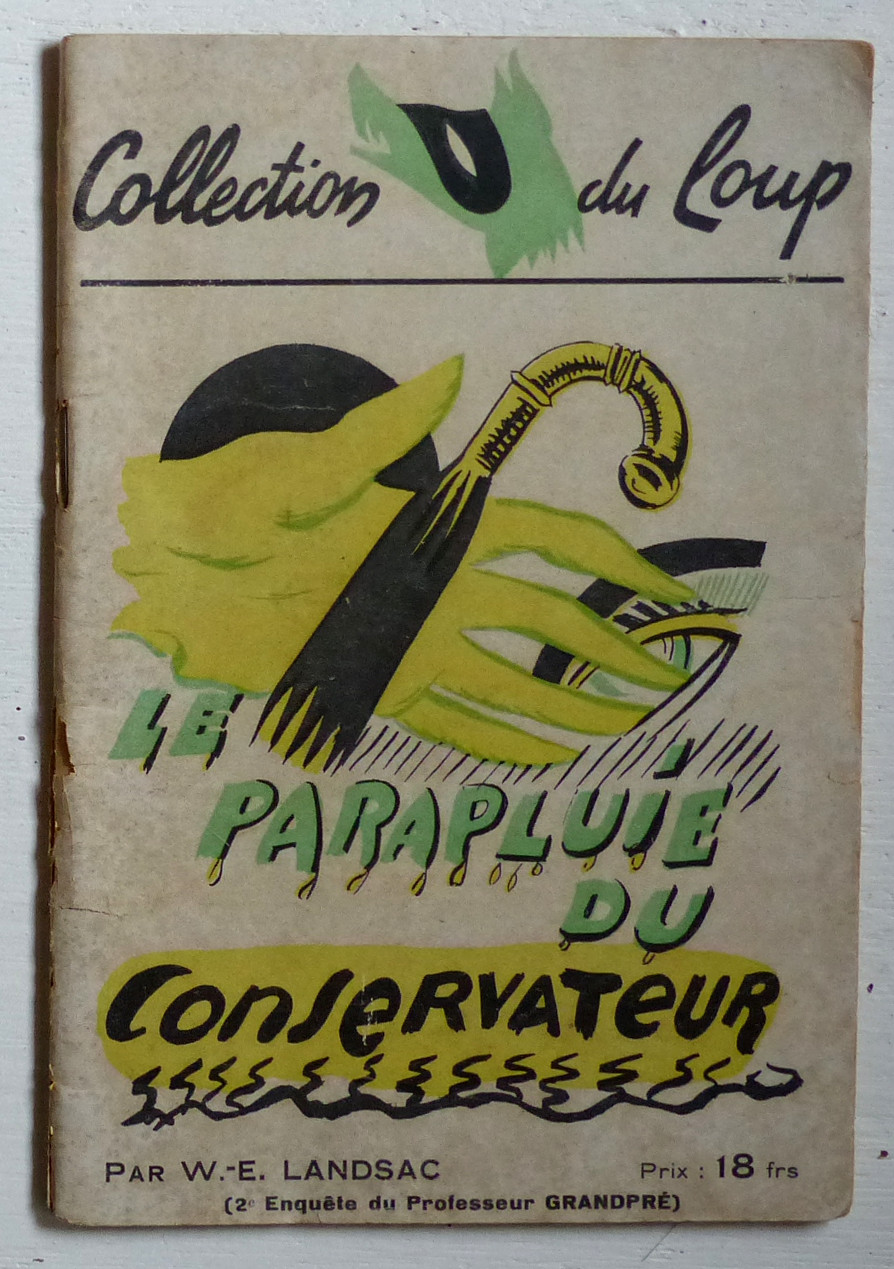 Collection du Loup
LE
PARAPLUIE
DU
ConservATeuR
PAR W.-E. LANDSAC Prix : 18 frs
(2e Enquête du Professeur GRANDPRÉ)